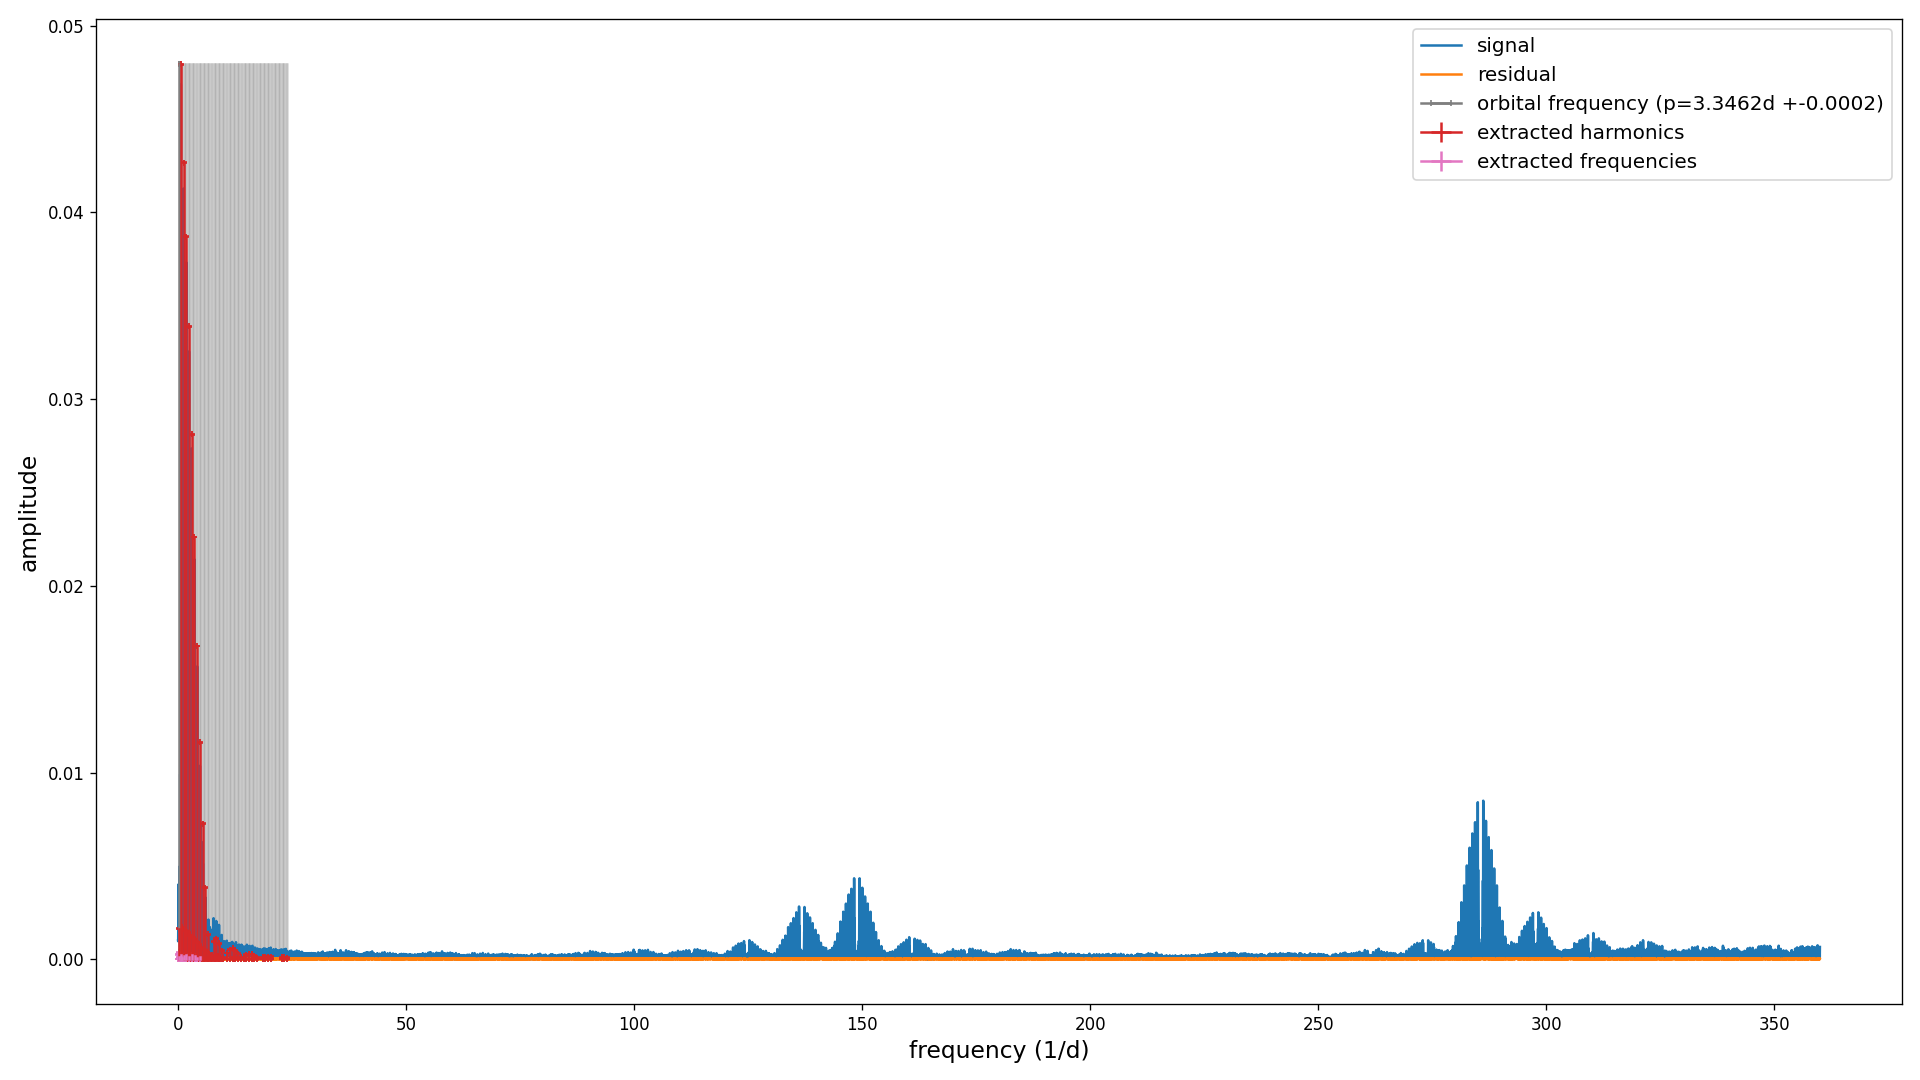 0.05
0.04
0.03
0.02
0.01
0.00
amplitude
0
50
100
150
200
250
300
350
frequency (1/d)
signal
residual
orbital frequency (p=3.3462d +-0.0002)
extracted harmonics
extracted frequencies